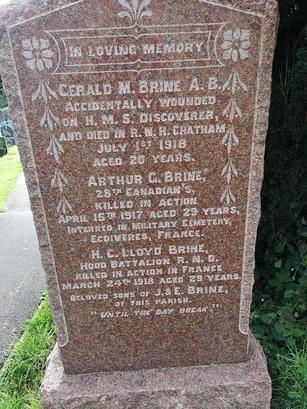 IN LOVING MEMORY
GERALD M. BRINE A.B.
ACCIDENTALLY WOUNDED
ON H.M.S. DISCOVERER,
AND DIED IN R.N.H. CHATHAM
JULY 1ST 1918
AGED 20 YEARS.
ARTHUR G. BRINE,
28TH CANADIAN'S,
KILLED IN ACTION
APRIL 15TH 1917 AGED 29 YEARS,
INTERRED IN MILITARY CEMETERY,
ECOIVERES, FRANCE.
H. C. LLOYD BRINE,
HOOD BATTALION R.N.D.
KILLED IN ACTION IN FRANCE
MARCH 24TH 1918 AGED 29 YEARS.
BELOVED SONS OF J.&E. BRINE,
OF THIS PARISH.
"UNTIL THE DAY BREAK."